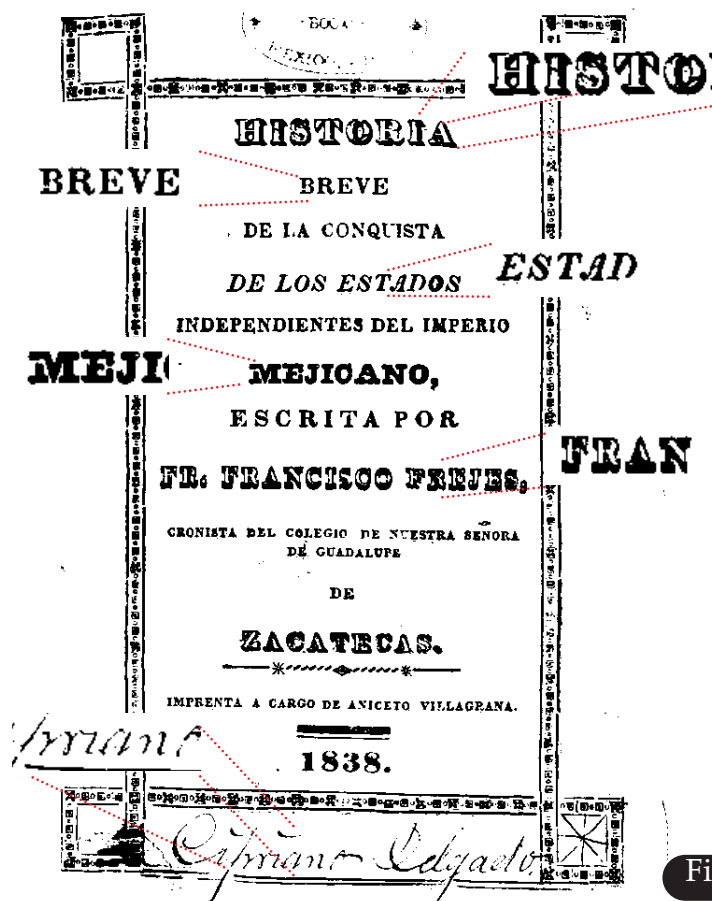 HISTO
HISTORIA
BREVE
BREVE
DE LA CONQUISTA
DE LOS ESTADOS
ESTAD
INDEPENDIENTES DEL IMPERIO
MEJI
MEJICANO,
ESCRITA POR
FRAN
FR. FRANCISCO FREJES,
CRONISTA DEL COLEGIO DE NUESTRA SEÑORA
DE GUADALUPE
DE
ZACATECAS.
IMPRENTA A CARGO DE ANICETO VILLAGRANA.
1838.
Cipriano Delgado
Fi